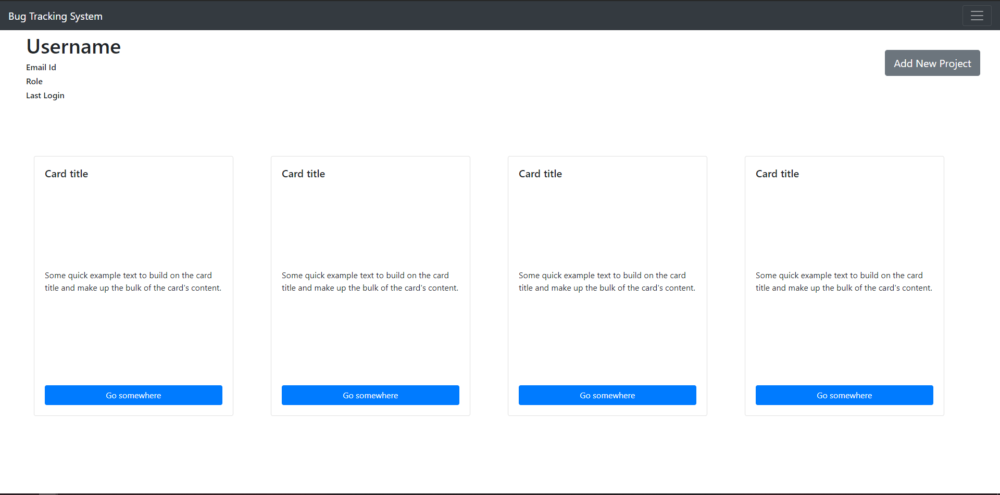 Bug Tracking System
Username
Email Id
Role
Last Login
Add New Project
Card title
Some quick example text to build on the card
title and make up the bulk of the card's content.
Go somewhere
Card title
Some quick example text to build on the card
title and make up the bulk of the card's content.
Go somewhere
Card title
Some quick example text to build on the card
title and make up the bulk of the card's content.
Go somewhere
Card title
Some quick example text to build on the card
title and make up the bulk of the card's content.
Go somewhere